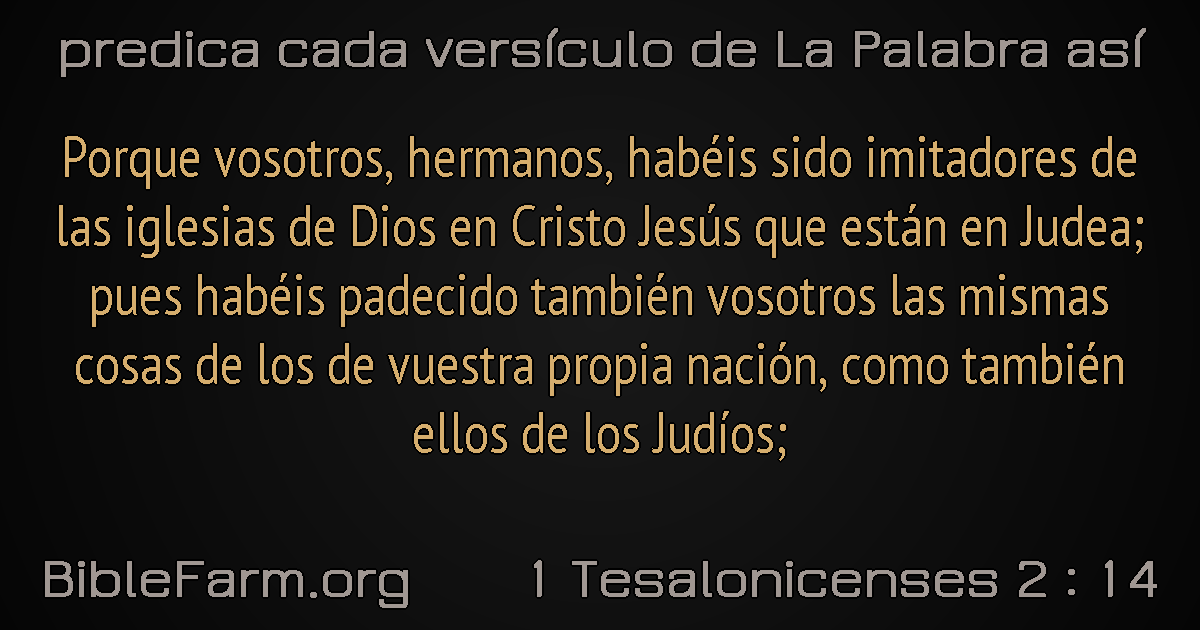 predica cada versículo de La Palabra así
Porque vosotros, hermanos, habéis sido imitadores de
las iglesias de Dios en Cristo Jesús que están en Judea;
pues habéis padecido también vosotros las mismas
cosas de los de vuestra propia nación, como también
ellos de los Judíos;
BibleFarm.org 1 Tesalonicenses 2 : 14